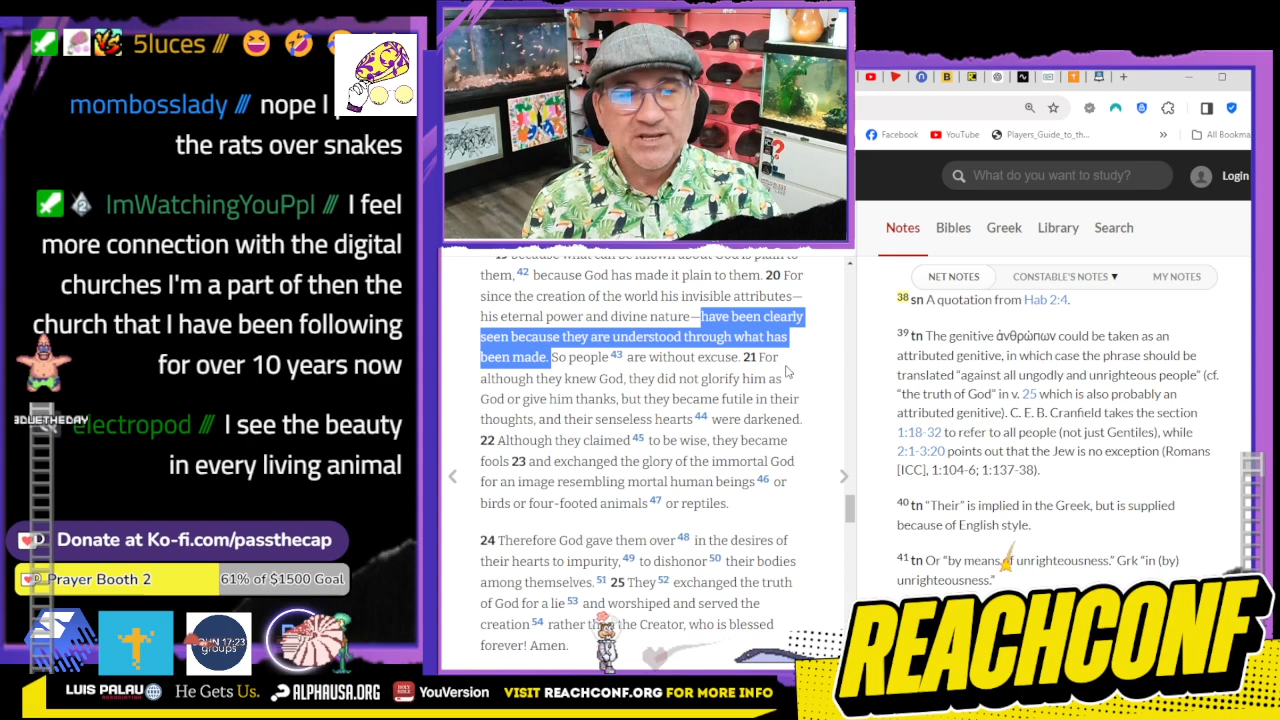 5luces ///
mombosslady /// nope I
the rats over snakes
ImWatchingYouPpl /// I feel
more connection with the digital
churches I'm a part of then the
church that I have been following
for over 10 years now
electropod /// I see the beauty
in every living animal
3DUETHEDAY
Donate at Ko-fi.com/passthecap
Prayer Booth 2
61% of $1500 Goal
JOHN 17:23
groups
them, 42 because God has made it plain to them. 20 For
since the creation of the world his invisible attributes—
his eternal power and divine nature—have been clearly
seen because they are understood through what has
been made. So people 43 are without excuse. 21 For
although they knew God, they did not glorify him as
God or give him thanks, but they became futile in their
thoughts, and their senseless hearts 44 were darkened.
22 Although they claimed 45 to be wise, they became
fools 23 and exchanged the glory of the immortal God
for an image resembling mortal human beings 46 or
birds or four-footed animals 47 or reptiles.
24 Therefore God gave them over 48 in the desires of
their hearts to impurity, 49 to dishonor 50 their bodies
among themselves. 51 25 They 52 exchanged the truth
of God for a lie 53 and worshiped and served the
creation 54 rather the Creator, who is blessed
forever! Amen.
Facebook
YouTube
Players_Guide_to_th...
»
All Bookma
What do you want to study?
Login
Notes
Bibles
Greek
Library
Search
NET NOTES
CONSTABLE'S NOTES ▼
MY NOTES
38 sn A quotation from Hab 2:4.
39 tn The genitive ἀνθρώπων could be taken as an
attributed genitive, in which case the phrase should be
translated “against all ungodly and unrighteous people” (cf.
“the truth of God” in v. 25 which is also probably an
attributed genitive). C. E. B. Cranfield takes the section
1:18-32 to refer to all people (not just Gentiles), while
2:1-3:20 points out that the Jew is no exception (Romans
[ICC], 1:104-6; 1:137-38).
40 tn “Their” is implied in the Greek, but is supplied
because of English style.
41 tn Or “by means of unrighteousness.” Grk “in (by)
unrighteousness.”
REACHCONF
LUIS PALAU
He Gets Us.
ALPHAUSA.ORG
HOLY BIBLE
YouVersion
VISIT REACHCONF.ORG FOR MORE INFO